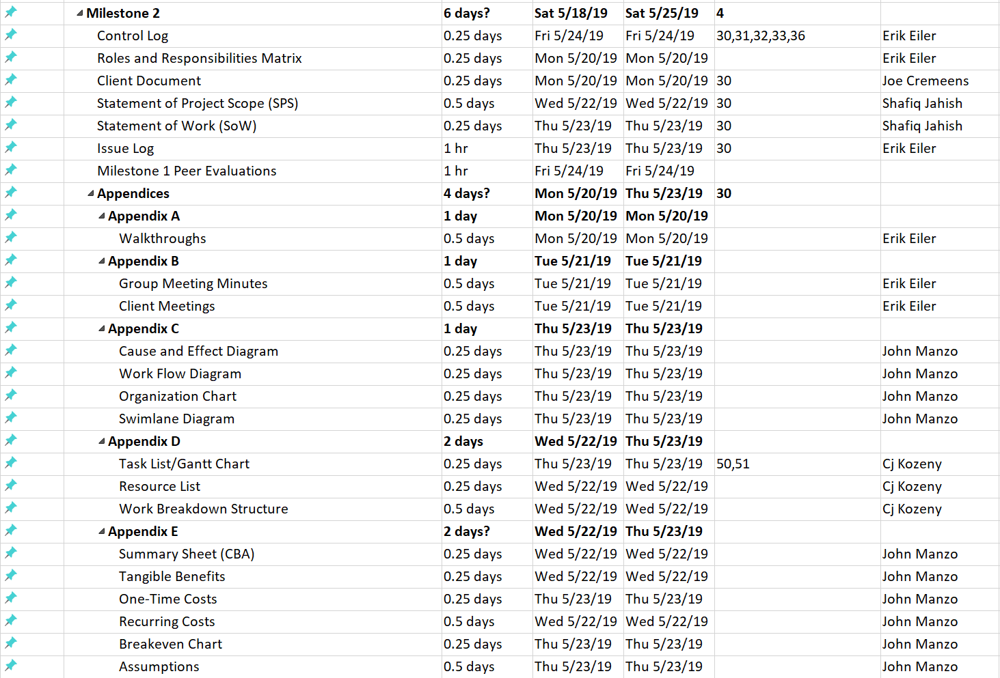 Milestone 2 6 days? Sat 5/18/19 Sat 5/25/19 4
Control Log 0.25 days Fri 5/24/19 Fri 5/24/19 30,31,32,33,36 Erik Eiler
Roles and Responsibilities Matrix 0.25 days Mon 5/20/19 Mon 5/20/19 Erik Eiler
Client Document 0.25 days Mon 5/20/19 Mon 5/20/19 30 Joe Cremeens
Statement of Project Scope (SPS) 0.5 days Wed 5/22/19 Wed 5/22/19 30 Shafiq Jahish
Statement of Work (SoW) 0.25 days Thu 5/23/19 Thu 5/23/19 30 Shafiq Jahish
Issue Log 1 hr Thu 5/23/19 Thu 5/23/19 30 Erik Eiler
Milestone 1 Peer Evaluations 1 hr Fri 5/24/19 Fri 5/24/19
Appendices 4 days? Mon 5/20/19 Thu 5/23/19 30
Appendix A 1 day Mon 5/20/19 Mon 5/20/19
Walkthroughs 0.5 days Mon 5/20/19 Mon 5/20/19 Erik Eiler
Appendix B 1 day Tue 5/21/19 Tue 5/21/19
Group Meeting Minutes 0.5 days Tue 5/21/19 Tue 5/21/19 Erik Eiler
Client Meetings 0.5 days Tue 5/21/19 Tue 5/21/19 Erik Eiler
Appendix C 1 day Thu 5/23/19 Thu 5/23/19
Cause and Effect Diagram 0.25 days Thu 5/23/19 Thu 5/23/19 John Manzo
Work Flow Diagram 0.25 days Thu 5/23/19 Thu 5/23/19 John Manzo
Organization Chart 0.25 days Thu 5/23/19 Thu 5/23/19 John Manzo
Swimlane Diagram 0.25 days Thu 5/23/19 Thu 5/23/19 John Manzo
Appendix D 2 days Wed 5/22/19 Thu 5/23/19
Task List/Gantt Chart 0.25 days Thu 5/23/19 Thu 5/23/19 50,51 Cj Kozeny
Resource List 0.25 days Wed 5/22/19 Wed 5/22/19 Cj Kozeny
Work Breakdown Structure 0.5 days Wed 5/22/19 Wed 5/22/19 Cj Kozeny
Appendix E 2 days? Wed 5/22/19 Thu 5/23/19
Summary Sheet (CBA) 0.25 days Wed 5/22/19 Wed 5/22/19 John Manzo
Tangible Benefits 0.25 days Wed 5/22/19 Wed 5/22/19 John Manzo
One-Time Costs 0.25 days Thu 5/23/19 Thu 5/23/19 John Manzo
Recurring Costs 0.5 days Wed 5/22/19 Wed 5/22/19 John Manzo
Breakeven Chart 0.25 days Thu 5/23/19 Thu 5/23/19 John Manzo
Assumptions 0.5 days Thu 5/23/19 Thu 5/23/19 John Manzo